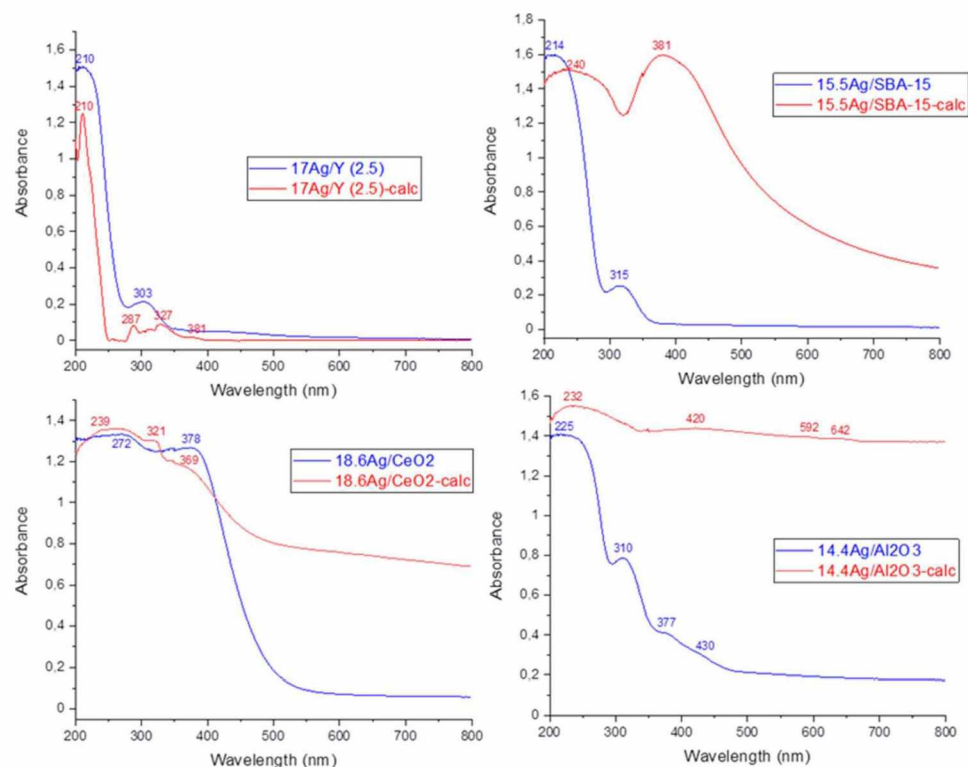 1,6
1,4
1,2
1
0,8
0,6
0,4
0,2
0
Absorbance
210
210
303
287
327
381
17Ag/Y (2.5)
17Ag/Y (2.5)-calc
200 300 400 500 600 700 800
Wavelength (nm)
1,6
1,4
1,2
1
0,8
0,6
0,4
0,2
0
Absorbance
214
240
381
315
15.5Ag/SBA-15
15.5Ag/SBA-15-calc
200 300 400 500 600 700 800
Wavelength (nm)
1,4
1,2
1
0,8
0,6
0,4
0,2
0
Absorbance
239
272
321
378
369
18.6Ag/CeO2
18.6Ag/CeO2-calc
200 300 400 500 600 700 800
Wavelength (nm)
1,6
1,4
1,2
1
0,8
0,6
0,4
0,2
0
Absorbance
232
225
420
592
642
310
377
430
14.4Ag/Al2O3
14.4Ag/Al2O3-calc
200 300 400 500 600 700 800
Wavelength (nm)